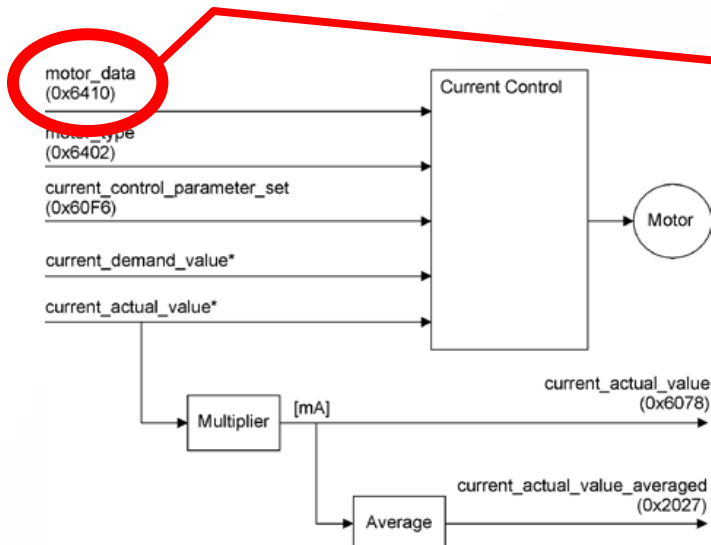 motor_data
(0x6410)
Current Control
motor_type
(0x6402)
current_control_parameter_set
(0x60F6)
Motor
current_demand_value*
current_actual_value*
current_actual_value
(0x6078)
Multiplier
[mA]
current_actual_value_averaged
(0x2027)
Average